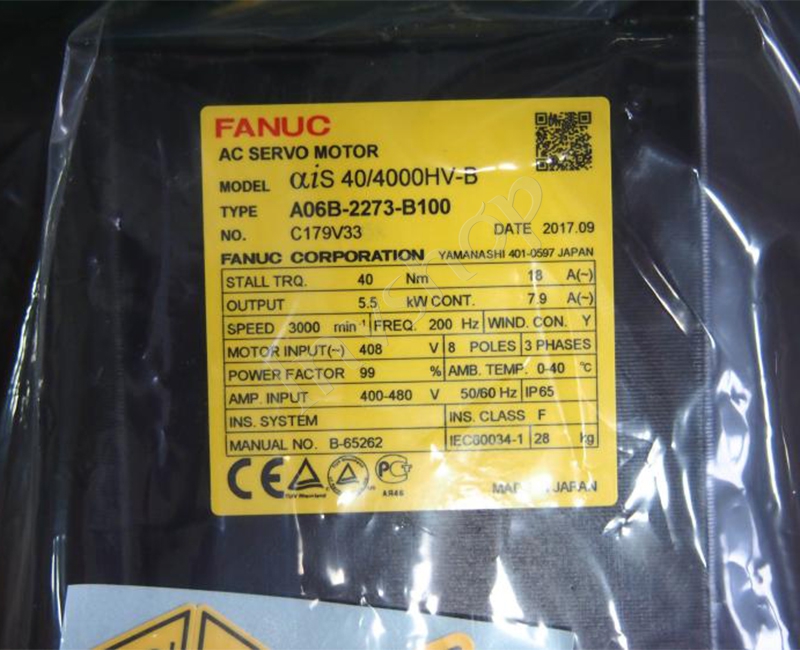 FANUC
AC SERVO MOTOR
MODEL αiS 40/4000HV-B
TYPE A06B-2273-B100
NO. C179V33 DATE 2017.09
FANUC CORPORATION YAMANASHI 401-0597 JAPAN
STALL TRQ. 40 Nm 18 A(~)
OUTPUT 5.5 kW CONT. 7.9 A(~)
SPEED 3000 min-1 FREQ. 200 Hz WIND. CON. Y
MOTOR INPUT(~) 408 V 8 POLES 3 PHASES
POWER FACTOR 99 % AMB. TEMP. 0-40 ℃
AMP. INPUT 400-480 V 50/60 Hz IP65
INS. SYSTEM INS. CLASS F
MANUAL NO. B-65262 IEC60034-1 28 kg
CE TÜV Rheinland PCT АЯ46
JAPAN